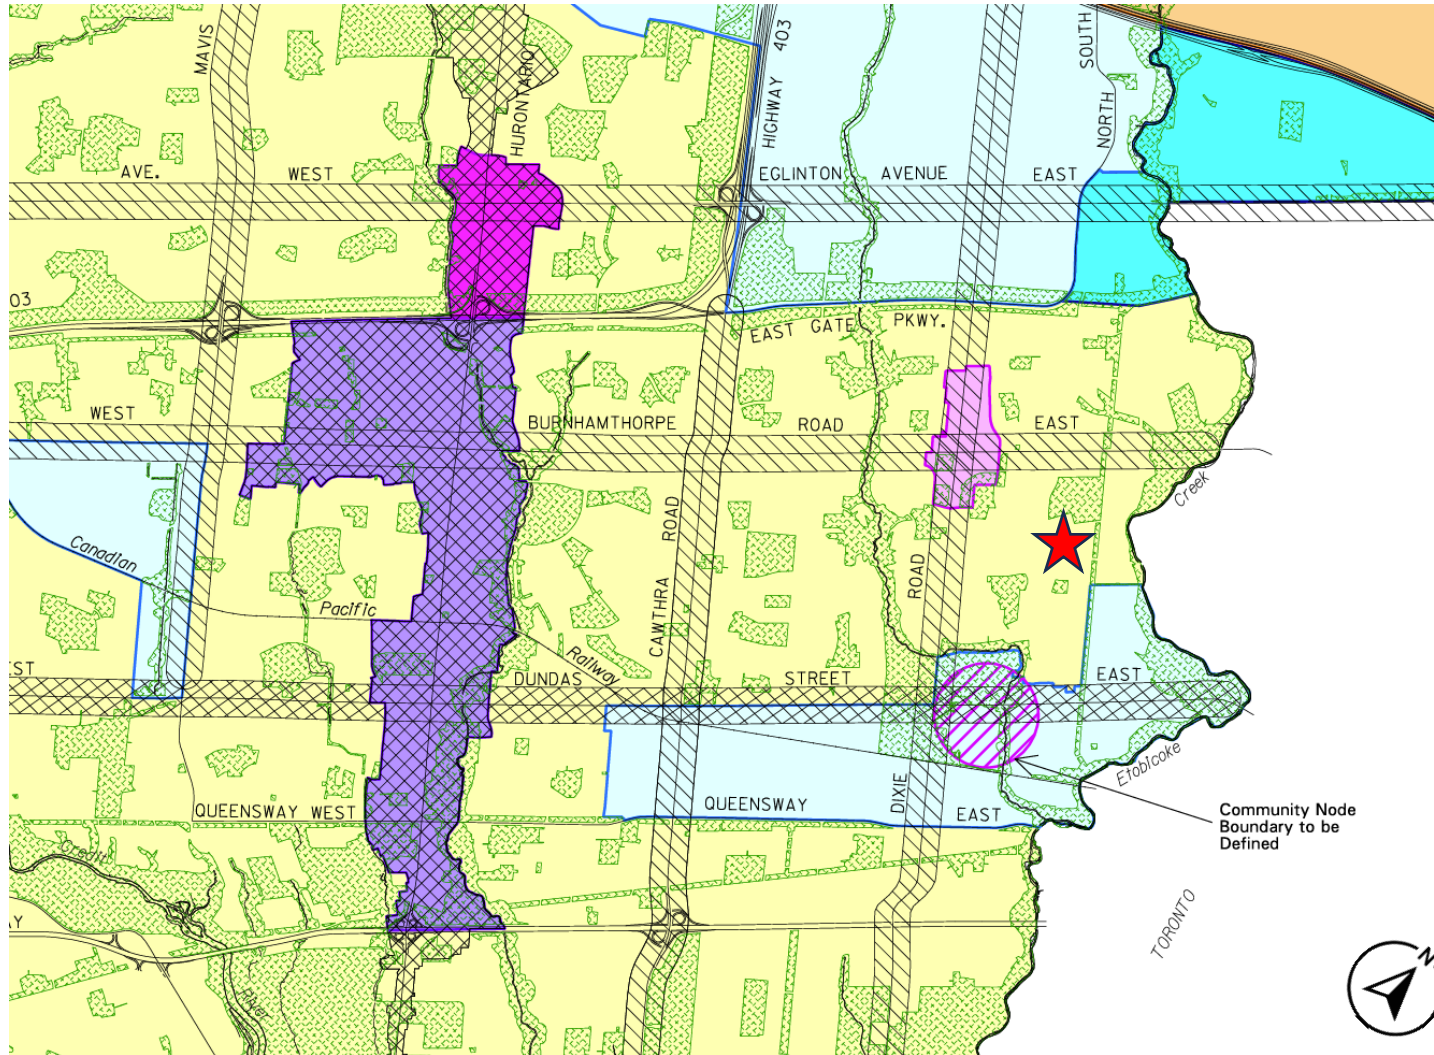 MAVIS
HURONTARIO
HIGHWAY 403
SOUTH
NORTH
AVE. WEST
EGLINTON AVENUE EAST
03
EAST GATE PKWY.
WEST
BURNHAMTHORPE ROAD EAST
Creek
Canadian
Pacific
Railway
CAWTHRA ROAD
ROAD
DIXIE
EST
DUNDAS STREET EAST
Etobicoke
QUEENSWAY WEST
QUEENSWAY EAST
Community Node
Boundary to be
Defined
Credit
River
AY
TORONTO
N